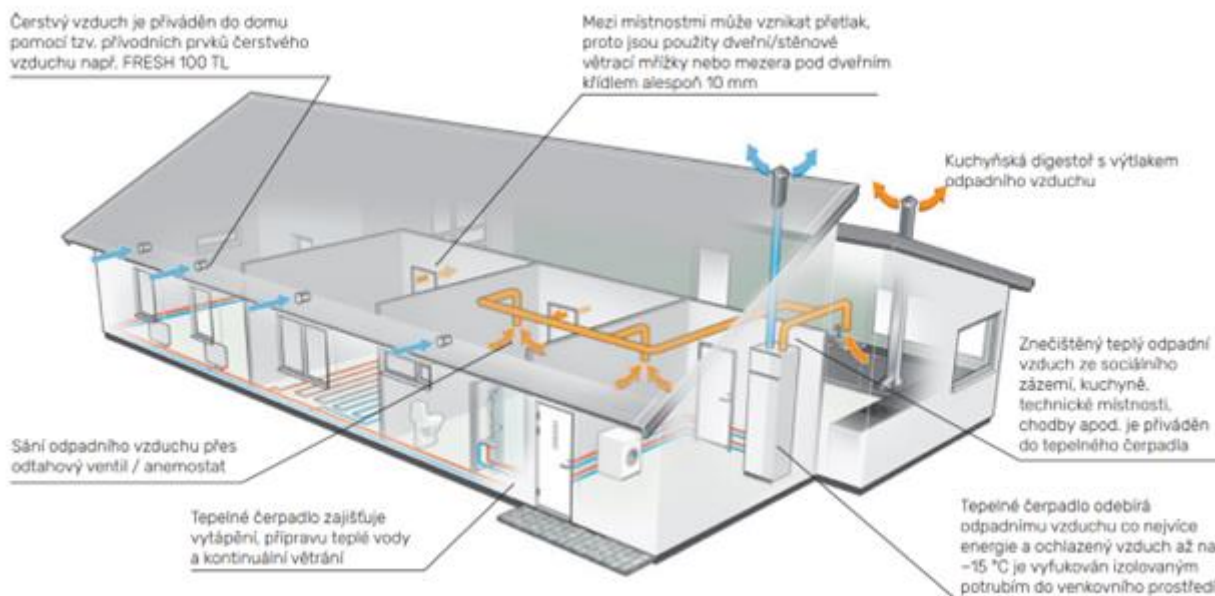 Čerstvý vzduch je přiváděn do domu
pomocí tzv. přívodních prvků čerstvého
vzduchu např. FRESH 100 TL
Mezi místnostmi může vznikat přetlak,
proto jsou použity dveřní/stěnové
větrací mřížky nebo mezera pod dveřním
křídlem alespoň 10 mm
Kuchyňská digestoř s výtlakem
odpadního vzduchu
Znečištěný teplý odpadní
vzduch ze sociálního
zázemí, kuchyně,
technické místnosti,
chodby apod. je přiváděn
do tepelného čerpadla
Sání odpadního vzduchu přes
odtahový ventil / anemostat
Tepelné čerpadlo zajišťuje
vytápění, přípravu teplé vody
a kontinuální větrání
Tepelné čerpadlo odebírá
odpadnímu vzduchu co nejvíce
energie a ochlazený vzduch až na
–15 °C je vyfukován izolovaným
potrubím do venkovního prostředí